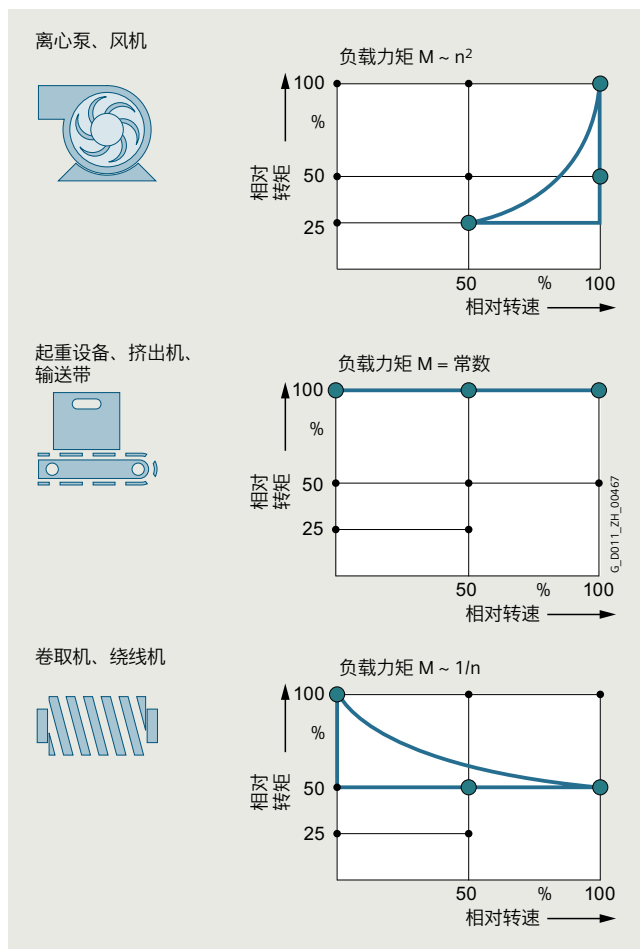 离心泵、风机
负载力矩 M ~ n²
100
%
50
25
相对
转矩
50 % 100
相对转速
起重设备、挤出机、
输送带
负载力矩 M = 常数
100
%
50
25
相对
转矩
50 % 100
相对转速
G_D011_ZH_00467
卷取机、绕线机
负载力矩 M ~ 1/n
100
%
50
25
相对
转矩
50 % 100
相对转速